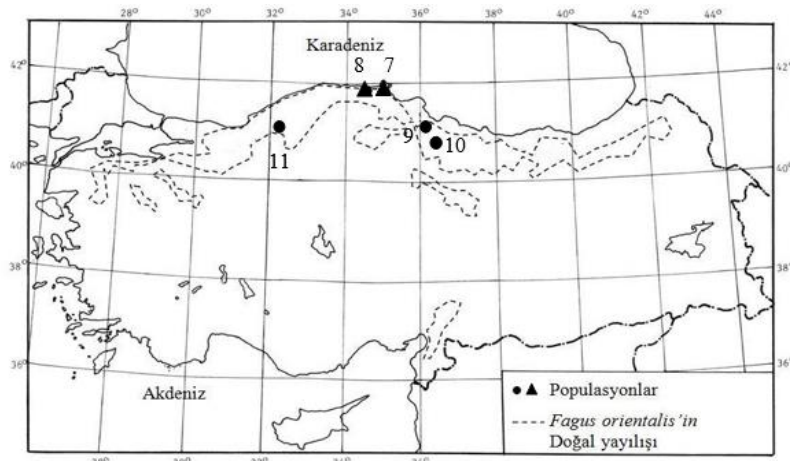 28° 30° 32° 34° 36° 38° 40° 42° 44°
Karadeniz
42° 8 7 42°
9 10
11
40° 40°
38° 38°
36° 36°
Akdeniz
Populasyonlar
Fagus orientalis'in
Doğal yayılışı